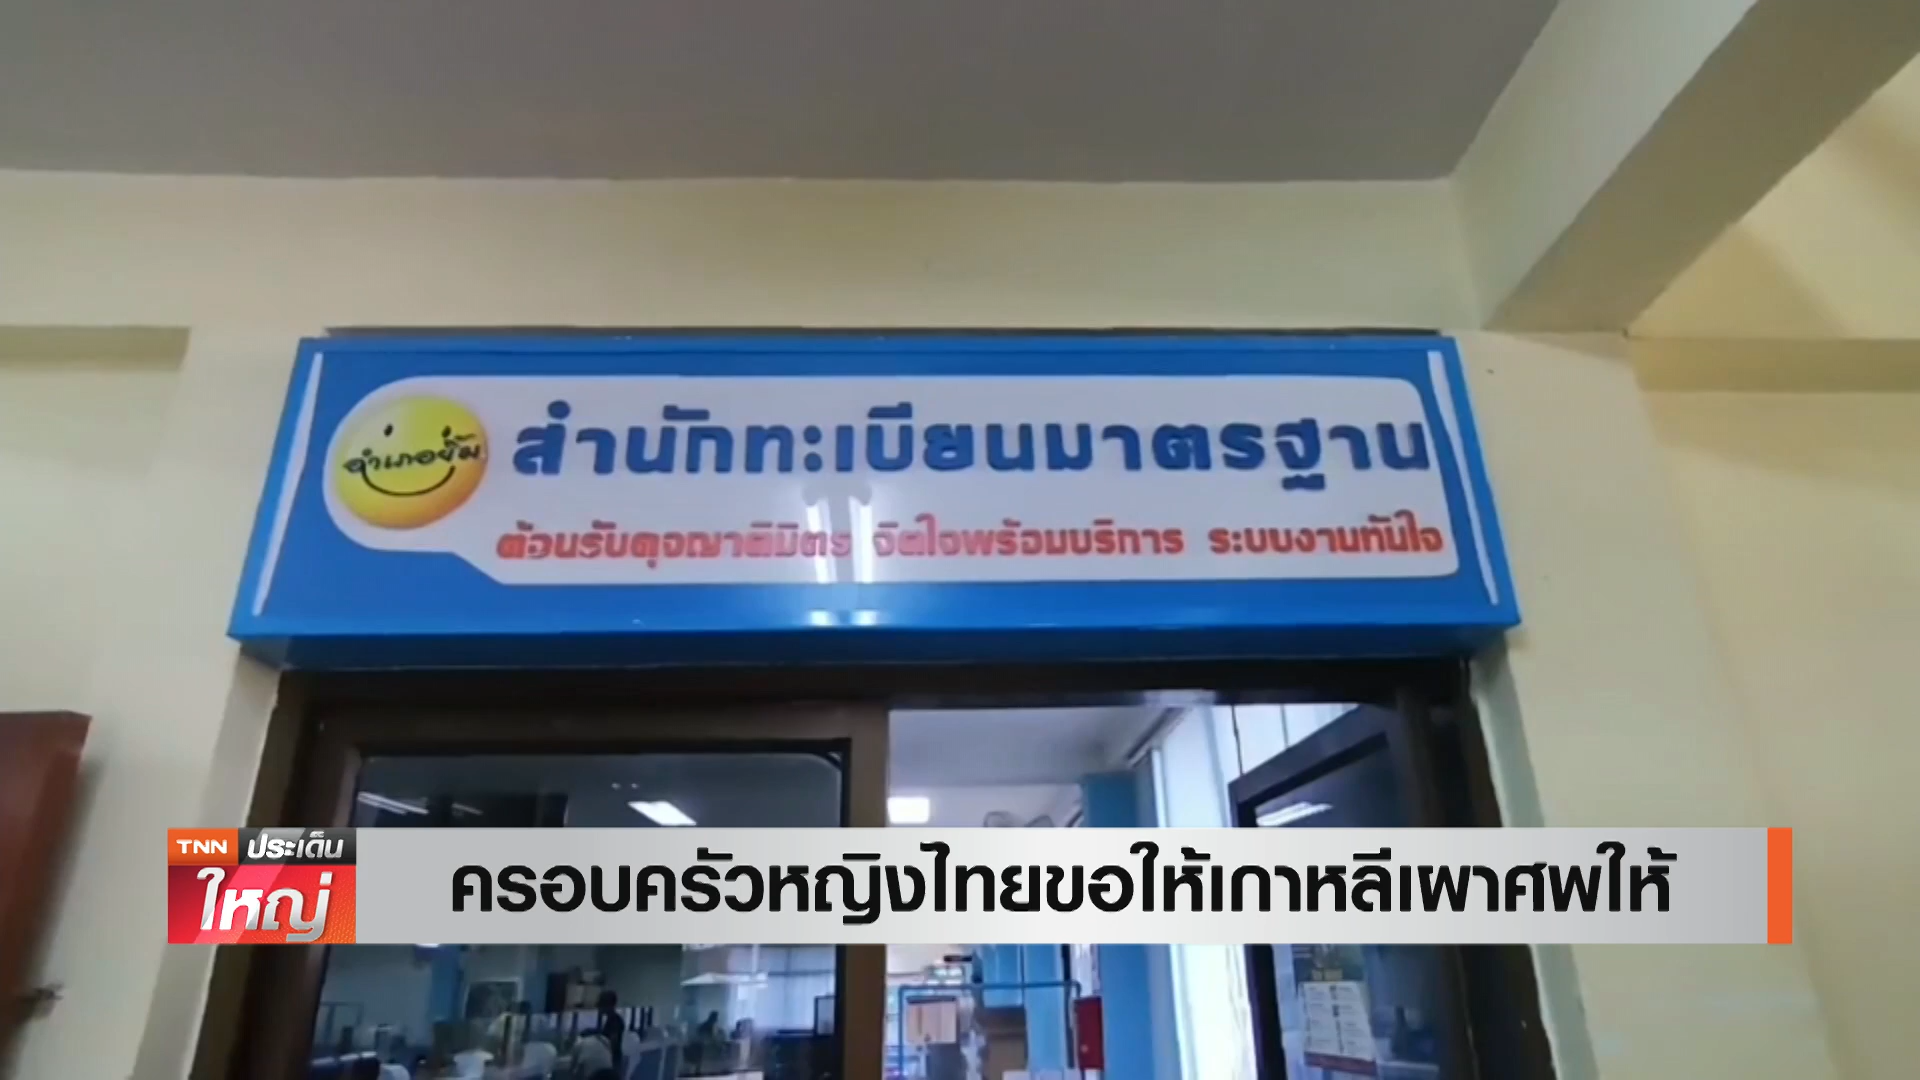 อำเภอยิ้ม
สำนักทะเบียนมาตรฐาน
ต้อนรับดุจญาติมิตร จิตใจพร้อมบริการ ระบบงานทันใจ
TNN ประเด็น
ใหญ่
ครอบครัวหญิงไทยขอให้เกาหลีเผาศพให้